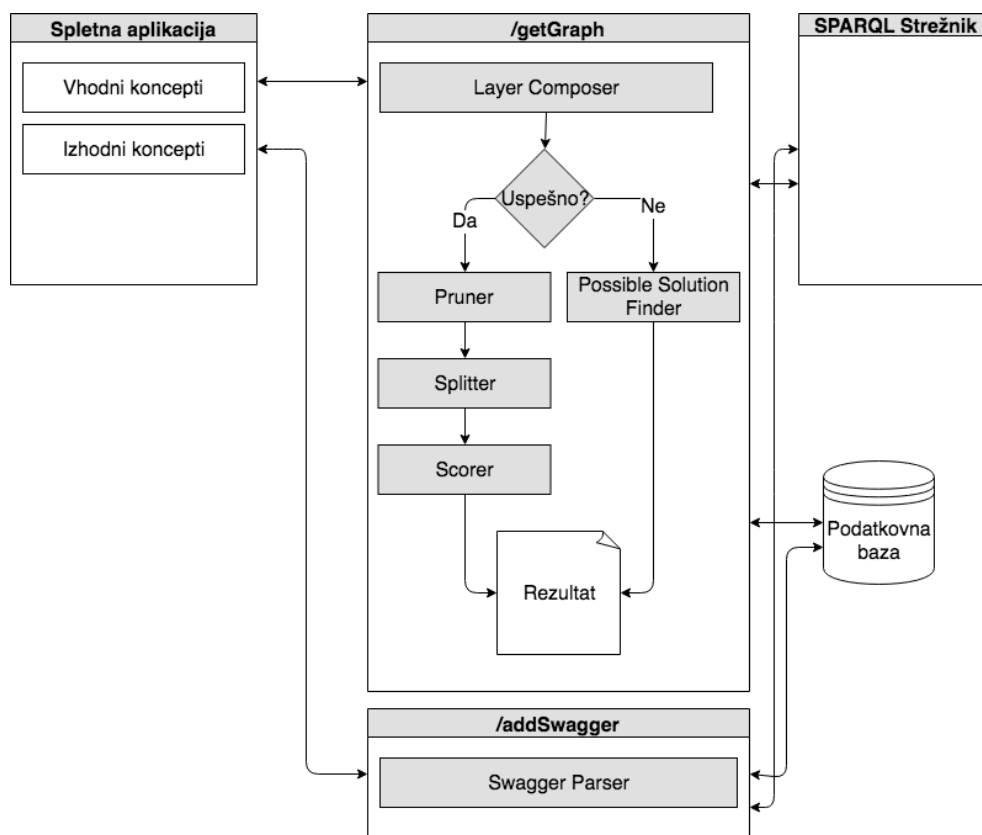 Spletna aplikacija
Vhodni koncepti
Izhodni koncepti
/getGraph
Layer Composer
Uspešno?
Da
Ne
Pruner
Possible Solution
Finder
Splitter
Scorer
Rezultat
SPARQL Strežnik
Podatkovna
baza
/addSwagger
Swagger Parser